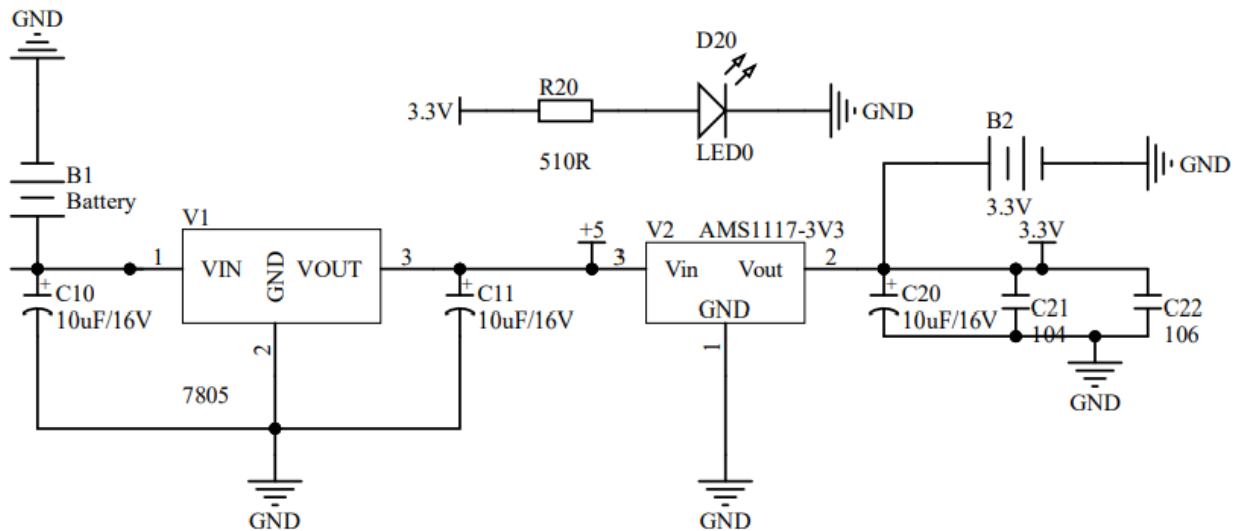 GND
D20
R20
3.3V
GND
510R
LED0
B2
GND
3.3V
B1
Battery
V1
1
VIN
GND
VOUT
3
2
7805
+5
V2
AMS1117-3V3
3
Vin
Vout
2
GND
1
3.3V
+
C10
10uF/16V
+
C11
10uF/16V
+
C20
10uF/16V
C21
104
C22
106
GND
GND
GND